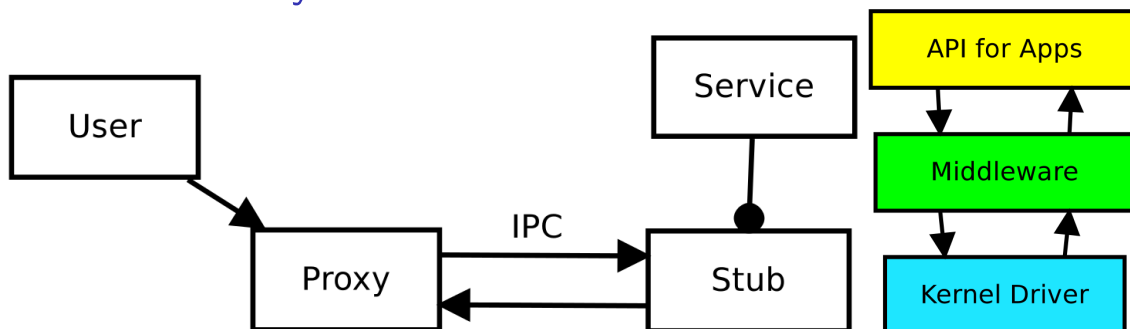 API for Apps
Service
User
Middleware
IPC
Proxy
Stub
Kernel Driver